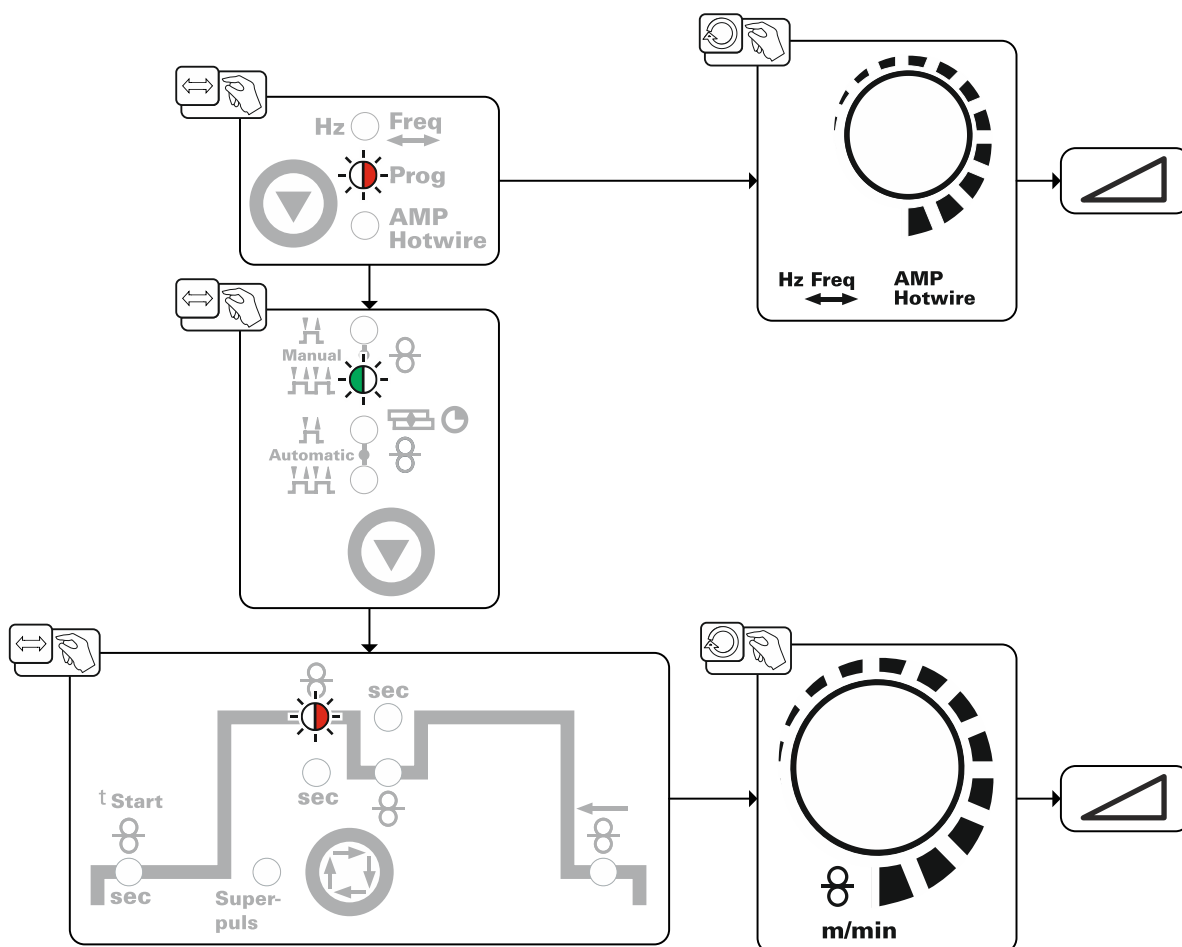 Hz
Freq
Prog
AMP
Hotwire
Hz Freq
AMP
Hotwire
Manual
Automatic
sec
sec
t Start
sec
Super-
puls
m/min